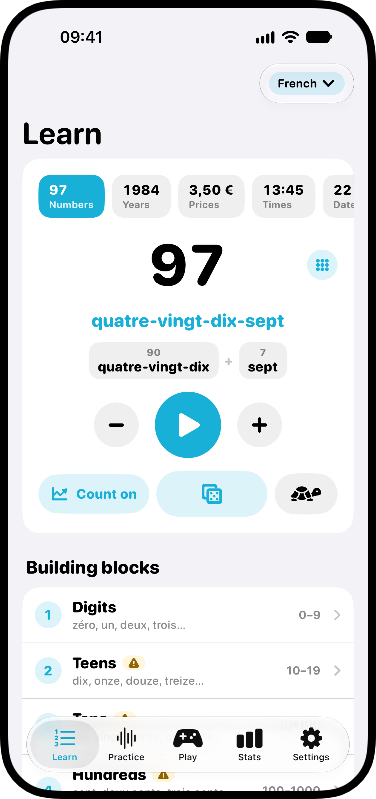 09:41
French
Learn
97
Numbers
1984
Years
3,50 €
Prices
13:45
Times
22
Date
97
quatre-vingt-dix-sept
90
quatre-vingt-dix
+
7
sept
Count on
Building blocks
1
Digits
zéro, un, deux, trois...
0–9
2
Teens
dix, onze, douze, treize...
10–19
Learn
Practice
Play
Stats
Settings
Hundreds
100-1000